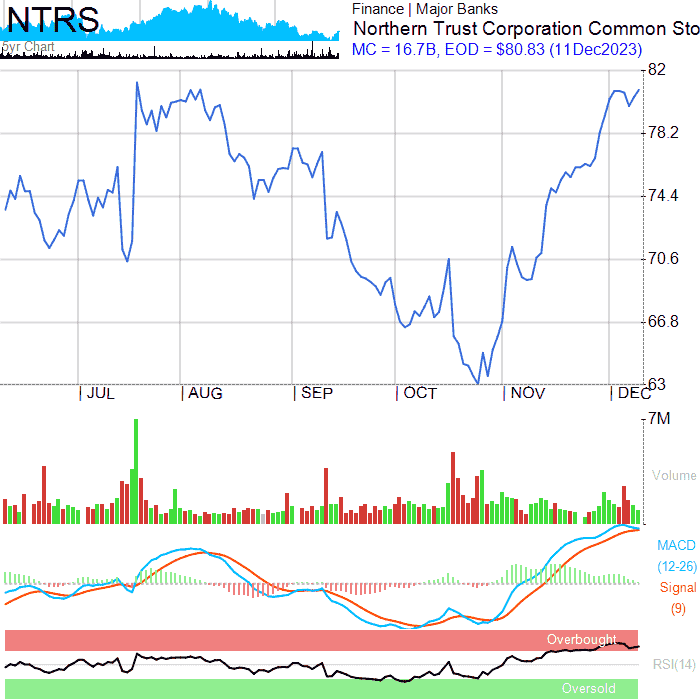 NTRS
5yr Chart
Finance | Major Banks
Northern Trust Corporation Common Sto
MC = 16.7B, EOD = $80.83 (11Dec2023)
82
78.2
74.4
70.6
66.8
63
JUL AUG SEP OCT NOV DEC
7M
Volume
MACD
(12-26)
Signal
(9)
Overbought
RSI(14)
Oversold